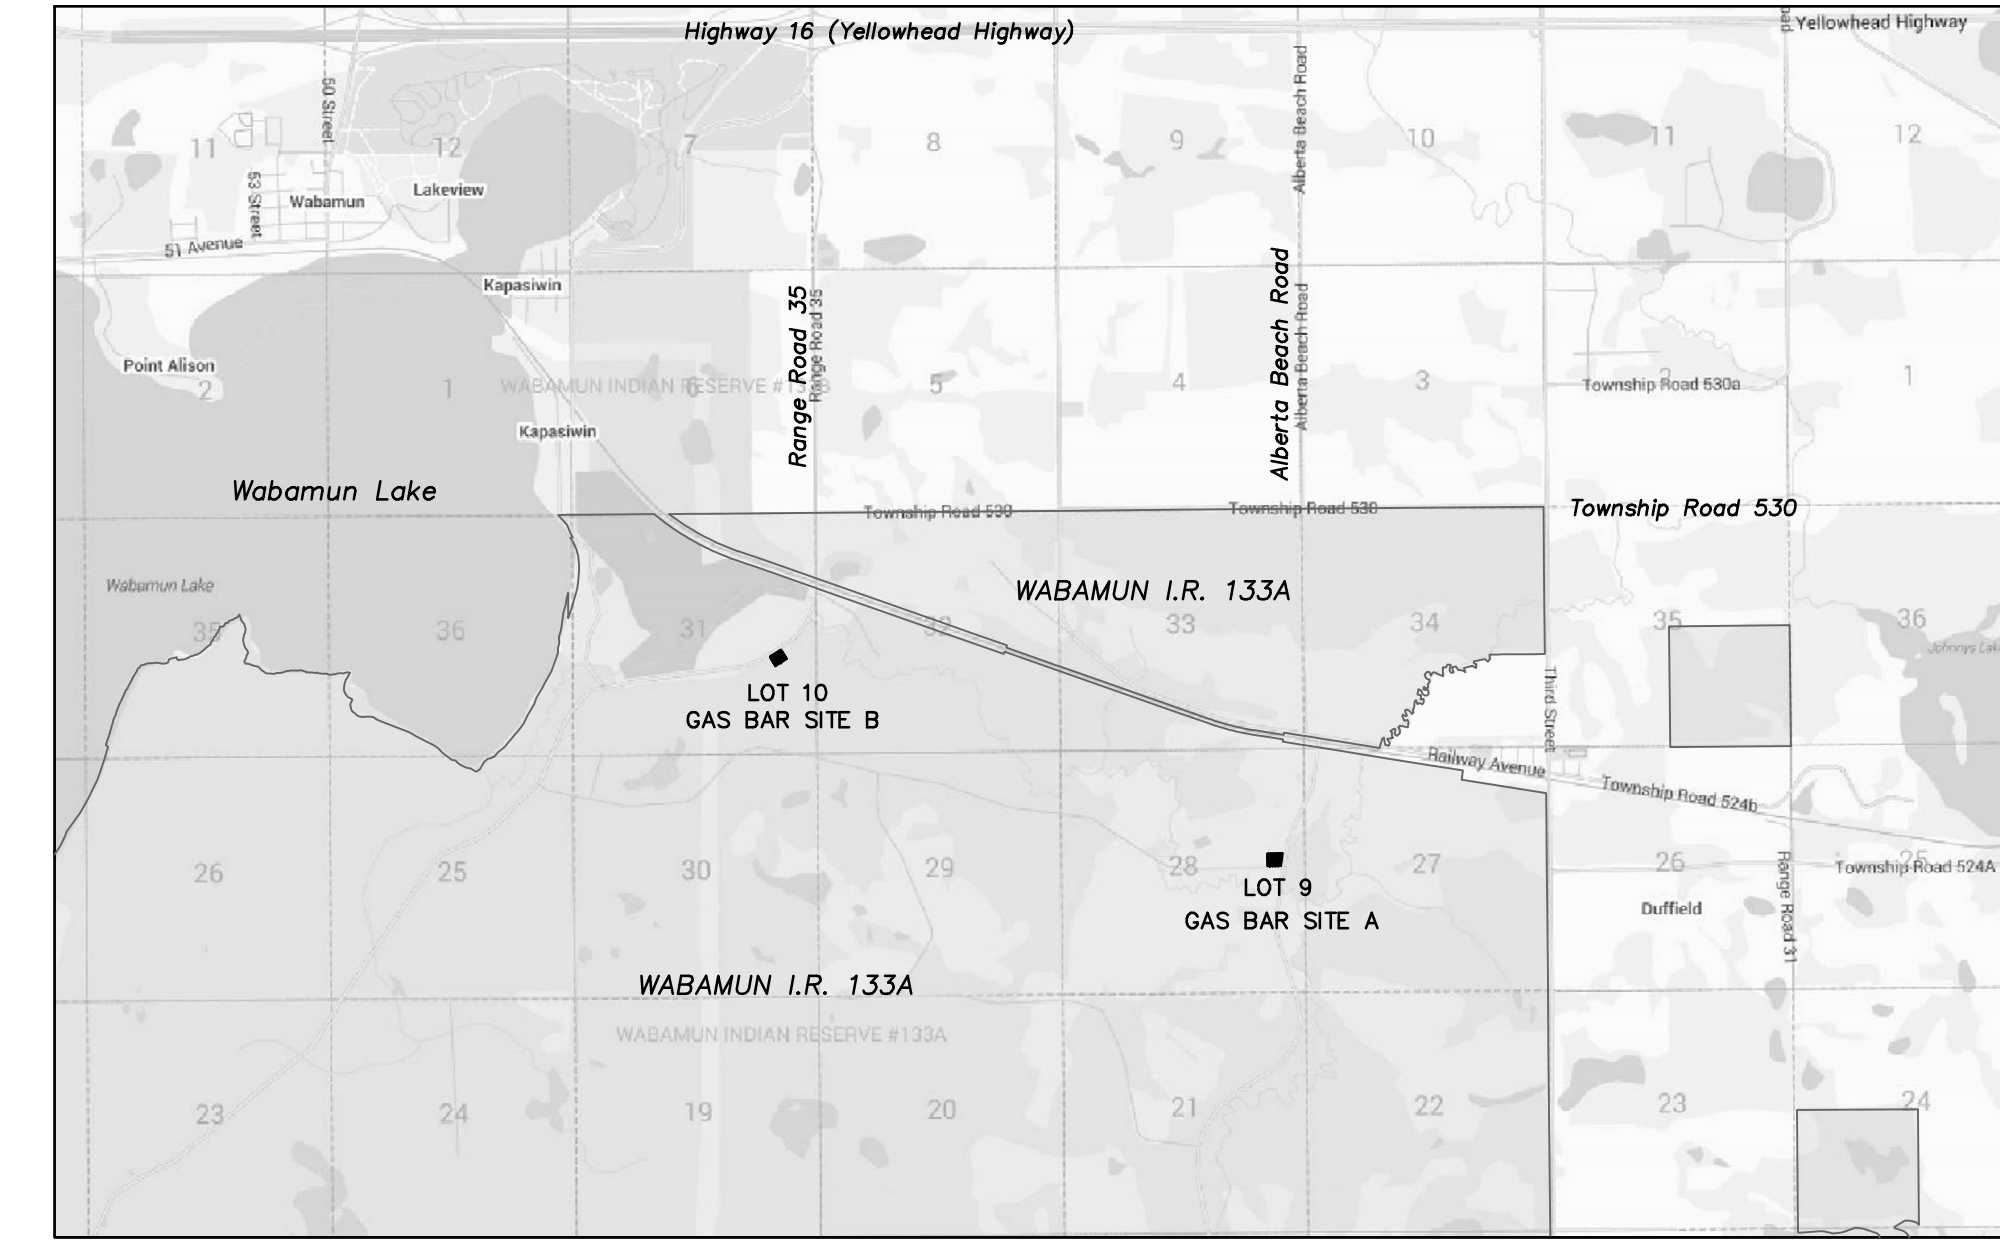 Highway 16 (Yellowhead Highway)
Yellowhead Highway
50 Street
Alberta Beach Road
11
12
7
8
9
10
11
12
53 Street
Wabamun
Lakeview
51 Avenue
Kapasiwin
Range Road 35
Range Road 35
Alberta Beach Road
Alberta Beach Road
Point Alison
2
1
WABAMUN INDIAN RESERVE #133B
6
5
4
3
2
1
Township Road 530a
Kapasiwin
Wabamun Lake
Township Road 530
Township Road 530
Township Road 530
Wabamun Lake
WABAMUN I.R. 133A
35
36
31
32
33
34
35
36
Johnnys Lak
LOT 10
GAS BAR SITE B
Third Street
Railway Avenue
Township Road 524b
26
25
30
29
28
27
26
25
Township Road 524A
LOT 9
GAS BAR SITE A
Duffield
Range Road 31
WABAMUN I.R. 133A
WABAMUN INDIAN RESERVE #133A
23
24
19
20
21
22
23
24